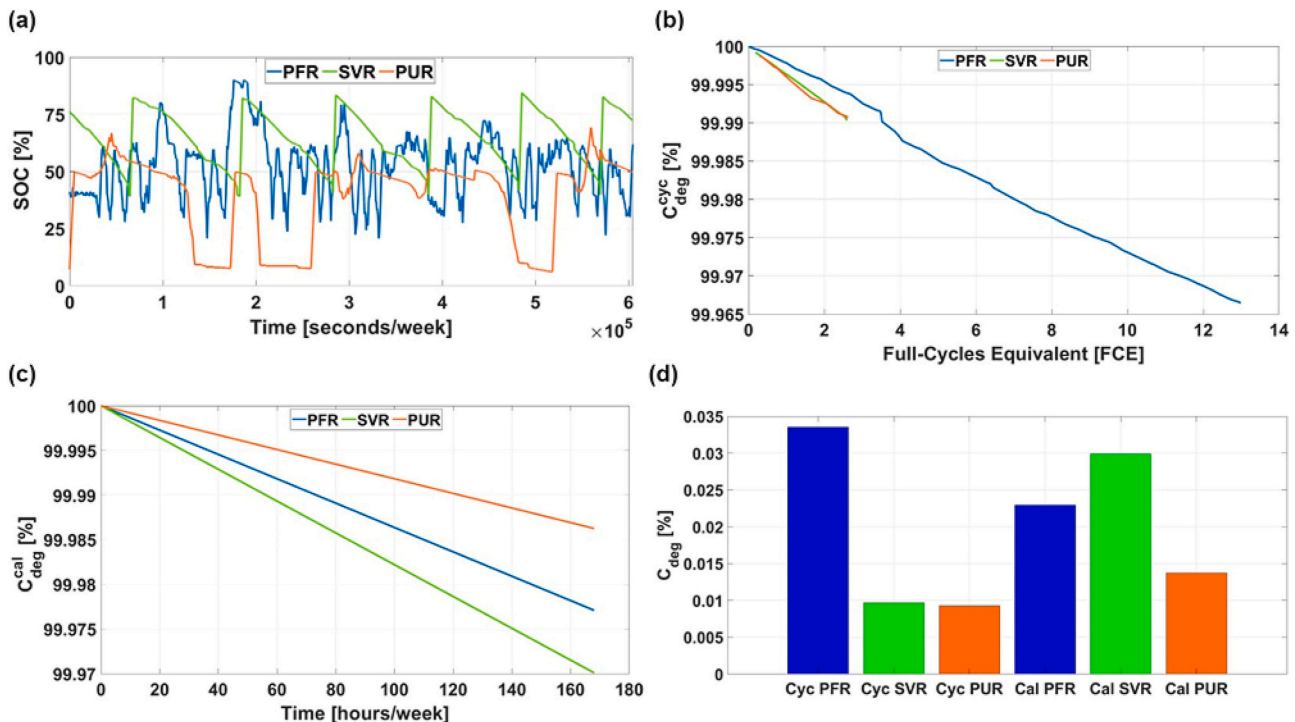 (a)
100
75
50
25
0
SOC [%]
PFR SVR PUR
0 1 2 3 4 5 6
Time [seconds/week]
×10⁵
(b)
100
99.995
99.99
99.985
99.98
99.975
99.97
99.965
C^cyc_deg [%]
PFR SVR PUR
0 2 4 6 8 10 12 14
Full-Cycles Equivalent [FCE]
(c)
100
99.995
99.99
99.985
99.98
99.975
99.97
C^cal_deg [%]
PFR SVR PUR
0 20 40 60 80 100 120 140 160 180
Time [hours/week]
(d)
0.035
0.03
0.025
0.02
0.015
0.01
0.005
0
C_deg [%]
Cyc PFR Cyc SVR Cyc PUR Cal PFR Cal SVR Cal PUR